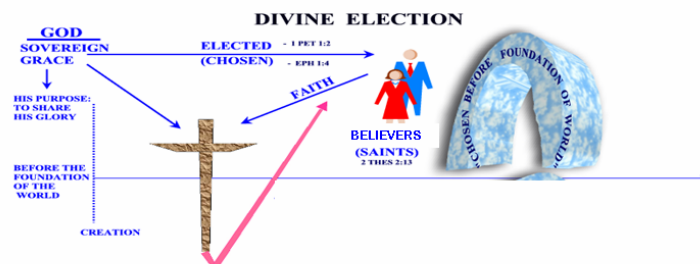 DIVINE ELECTION
GOD
SOVEREIGN
GRACE
ELECTED
(CHOSEN)
- 1 PET 1:2
- EPH 1:4
FAITH
HIS PURPOSE:
TO SHARE
HIS GLORY
BELIEVERS
(SAINTS)
2 THES 2:13
"CHOSEN BEFORE FOUNDATION OF WORLD"
BEFORE THE
FOUNDATION
OF THE
WORLD
CREATION